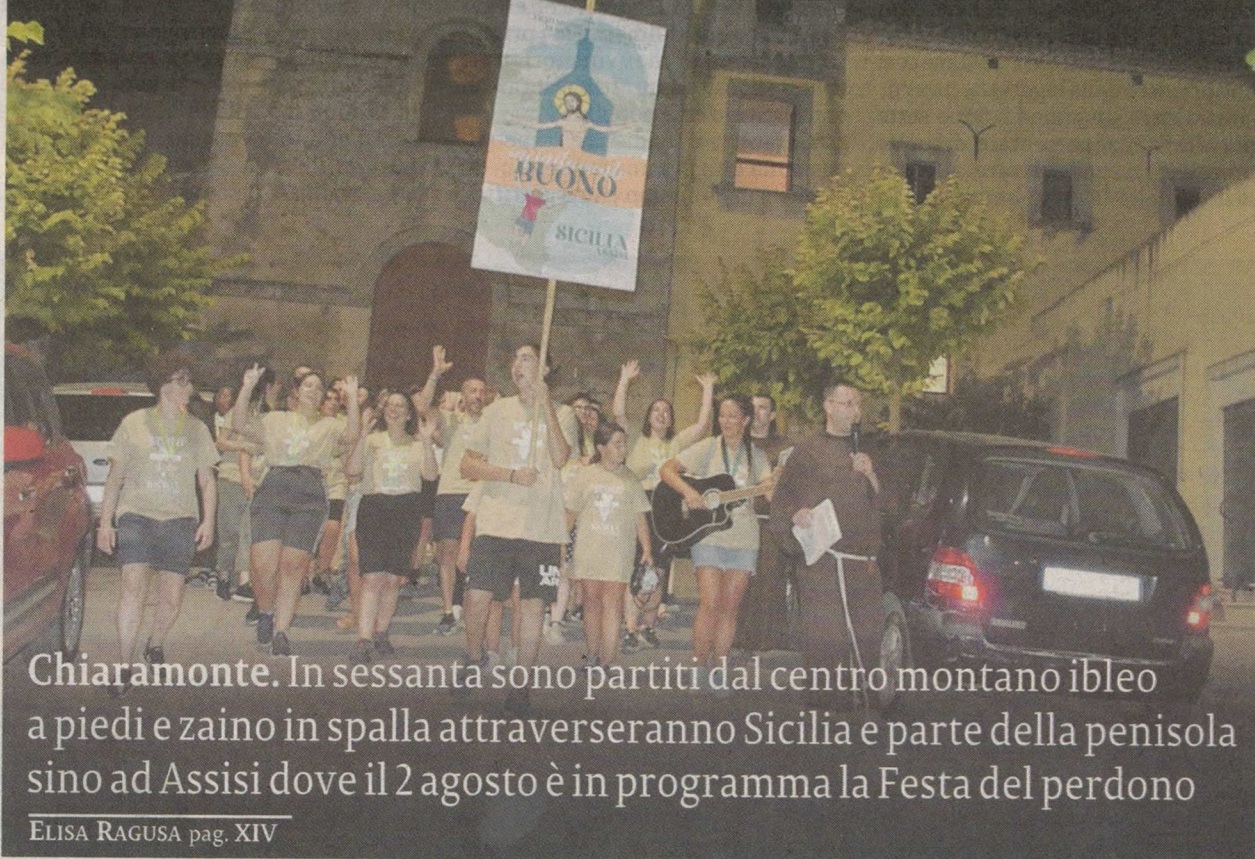 BUONO
SICILIA
Chiaramonte. In sessanta sono partiti dal centro montano ibleo
a piedi e zaino in spalla attraverseranno Sicilia e parte della penisola
sino ad Assisi dove il 2 agosto è in programma la Festa del perdono
ELISA RAGUSA pag. XIV